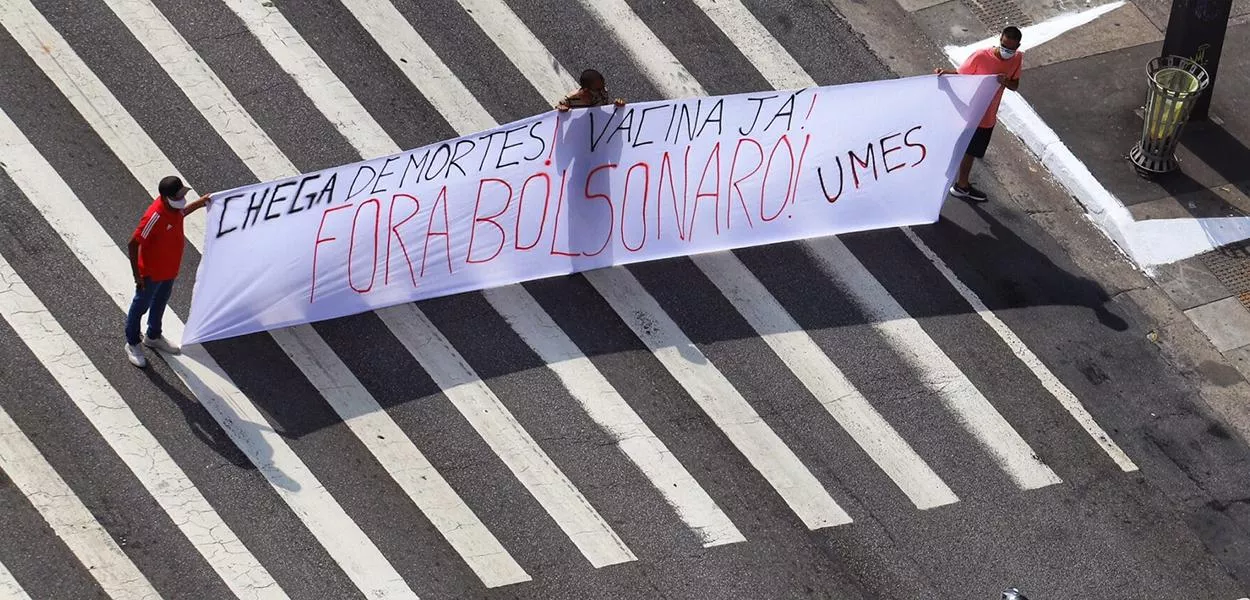 CHEGA DE MORTES! VACINA JÁ!
FORA BOLSONARO! UMES